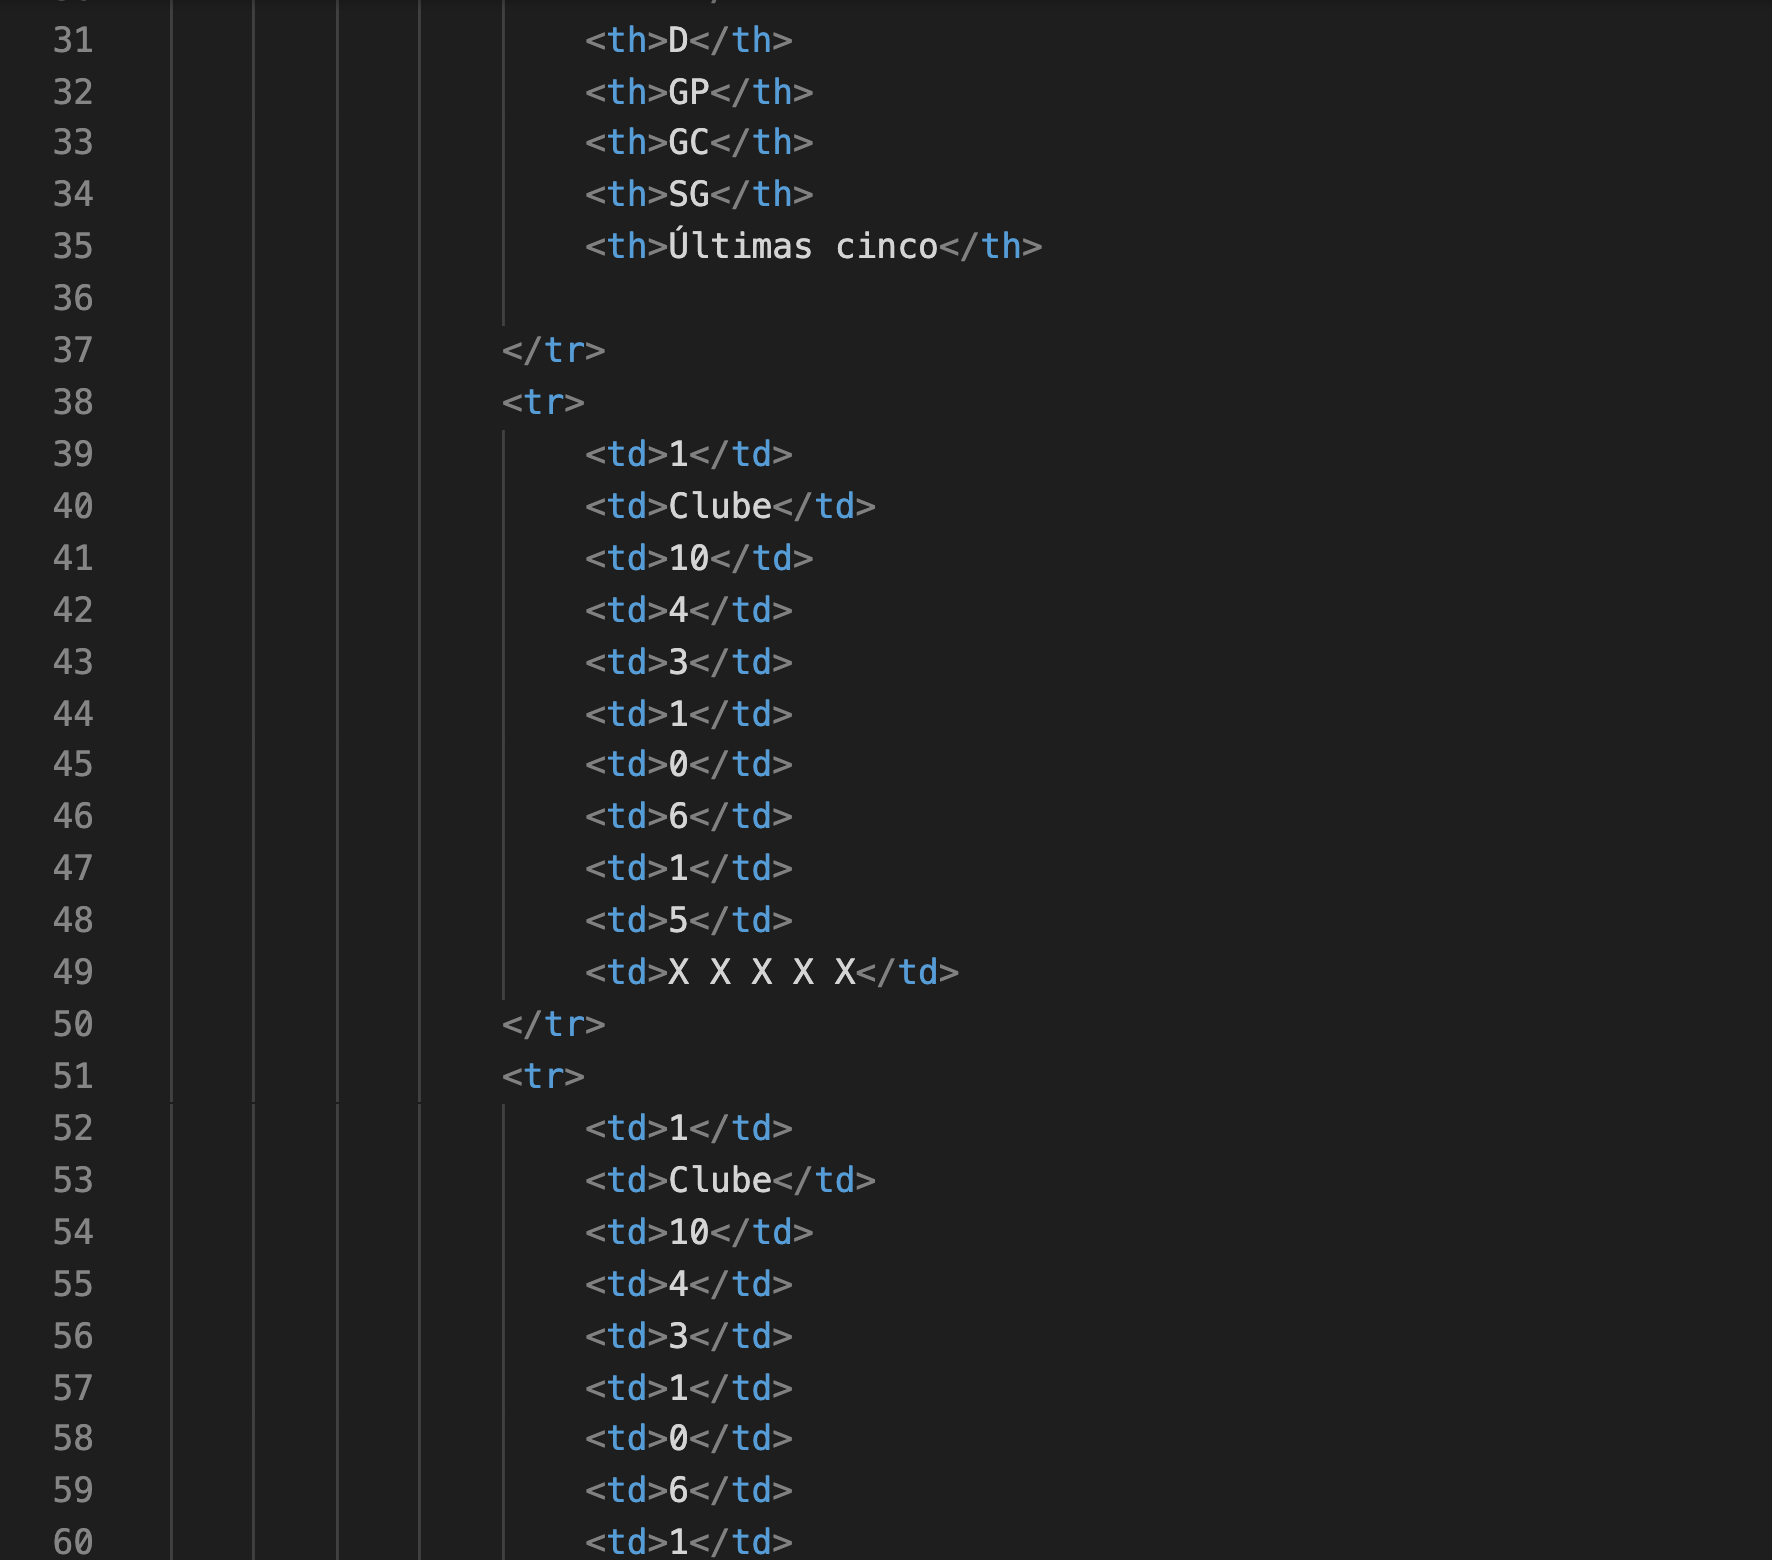 31 <th>D</th>
32 <th>GP</th>
33 <th>GC</th>
34 <th>SG</th>
35 <th>Últimas cinco</th>
36
37 </tr>
38 <tr>
39 <td>1</td>
40 <td>Clube</td>
41 <td>10</td>
42 <td>4</td>
43 <td>3</td>
44 <td>1</td>
45 <td>0</td>
46 <td>6</td>
47 <td>1</td>
48 <td>5</td>
49 <td>X X X X X</td>
50 </tr>
51 <tr>
52 <td>1</td>
53 <td>Clube</td>
54 <td>10</td>
55 <td>4</td>
56 <td>3</td>
57 <td>1</td>
58 <td>0</td>
59 <td>6</td>
60 <td>1</td>